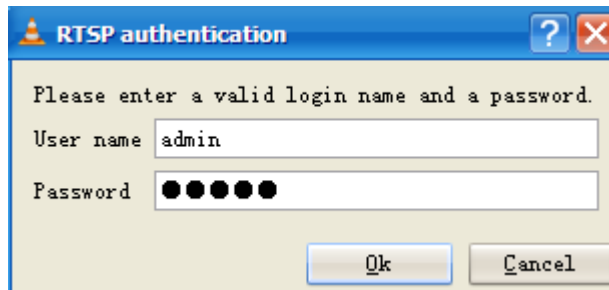 RTSP authentication
Please enter a valid login name and a password.
User name admin
Password ●●●●●
Ok Cancel